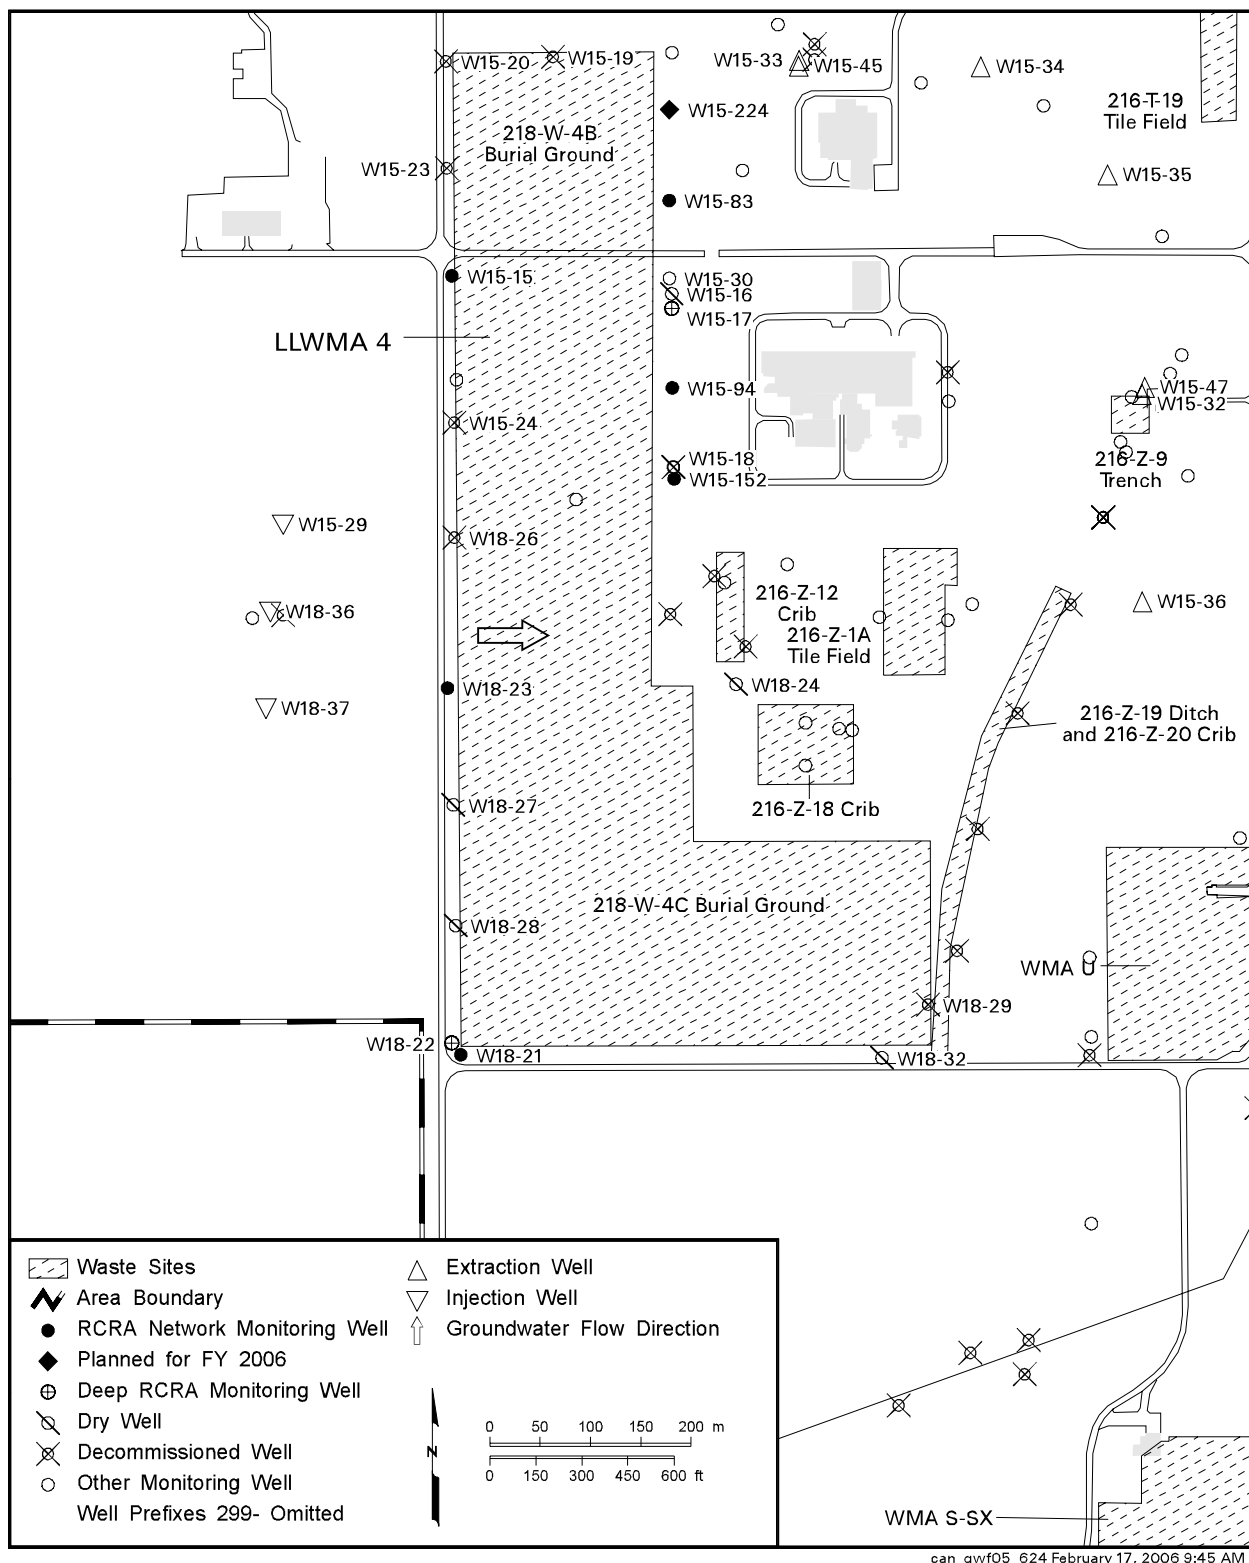 W15-20
W15-19
W15-33
W15-45
W15-34
W15-224
216-T-19
Tile Field
218-W-4B
Burial Ground
W15-23
W15-35
W15-83
W15-15
W15-30
W15-16
W15-17
LLWMA 4
W15-94
W15-47
W15-32
W15-24
W15-18
W15-152
216-Z-9
Trench
W15-29
W18-26
216-Z-12
Crib
W15-36
W18-36
216-Z-1A
Tile Field
W18-23
W18-24
W18-37
216-Z-19 Ditch
and 216-Z-20 Crib
W18-27
216-Z-18 Crib
218-W-4C Burial Ground
W18-28
WMA U
W18-29
W18-22
W18-21
W18-32
Waste Sites
Area Boundary
RCRA Network Monitoring Well
Planned for FY 2006
Deep RCRA Monitoring Well
Dry Well
Decommissioned Well
Other Monitoring Well
Well Prefixes 299- Omitted
Extraction Well
Injection Well
Groundwater Flow Direction
N
0 50 100 150 200 m
0 150 300 450 600 ft
WMA S-SX
can_gwf05_624 February 17, 2006 9:45 AM